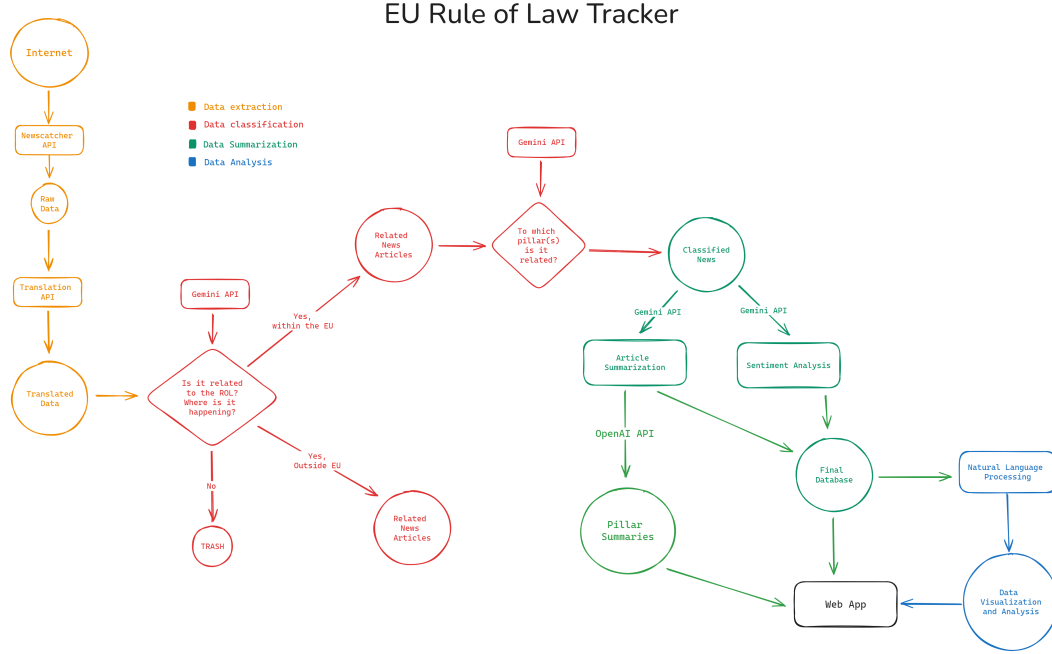 EU Rule of Law Tracker
Internet
Newscatcher
API
Raw
Data
Translation
API
Translated
Data
Data extraction
Data classification
Data Summarization
Data Analysis
Gemini API
Is it related
to the ROL?
Where is it
happening?
No
TRASH
Yes,
within the EU
Yes,
Outside EU
Related
News
Articles
Related
News
Articles
Gemini API
To which
pillar(s)
is it
related?
Classified
News
Gemini API
Gemini API
Article
Summarization
Sentiment Analysis
OpenAI API
Pillar
Summaries
Final
Database
Natural Language
Processing
Data
Visualization
and Analysis
Web App